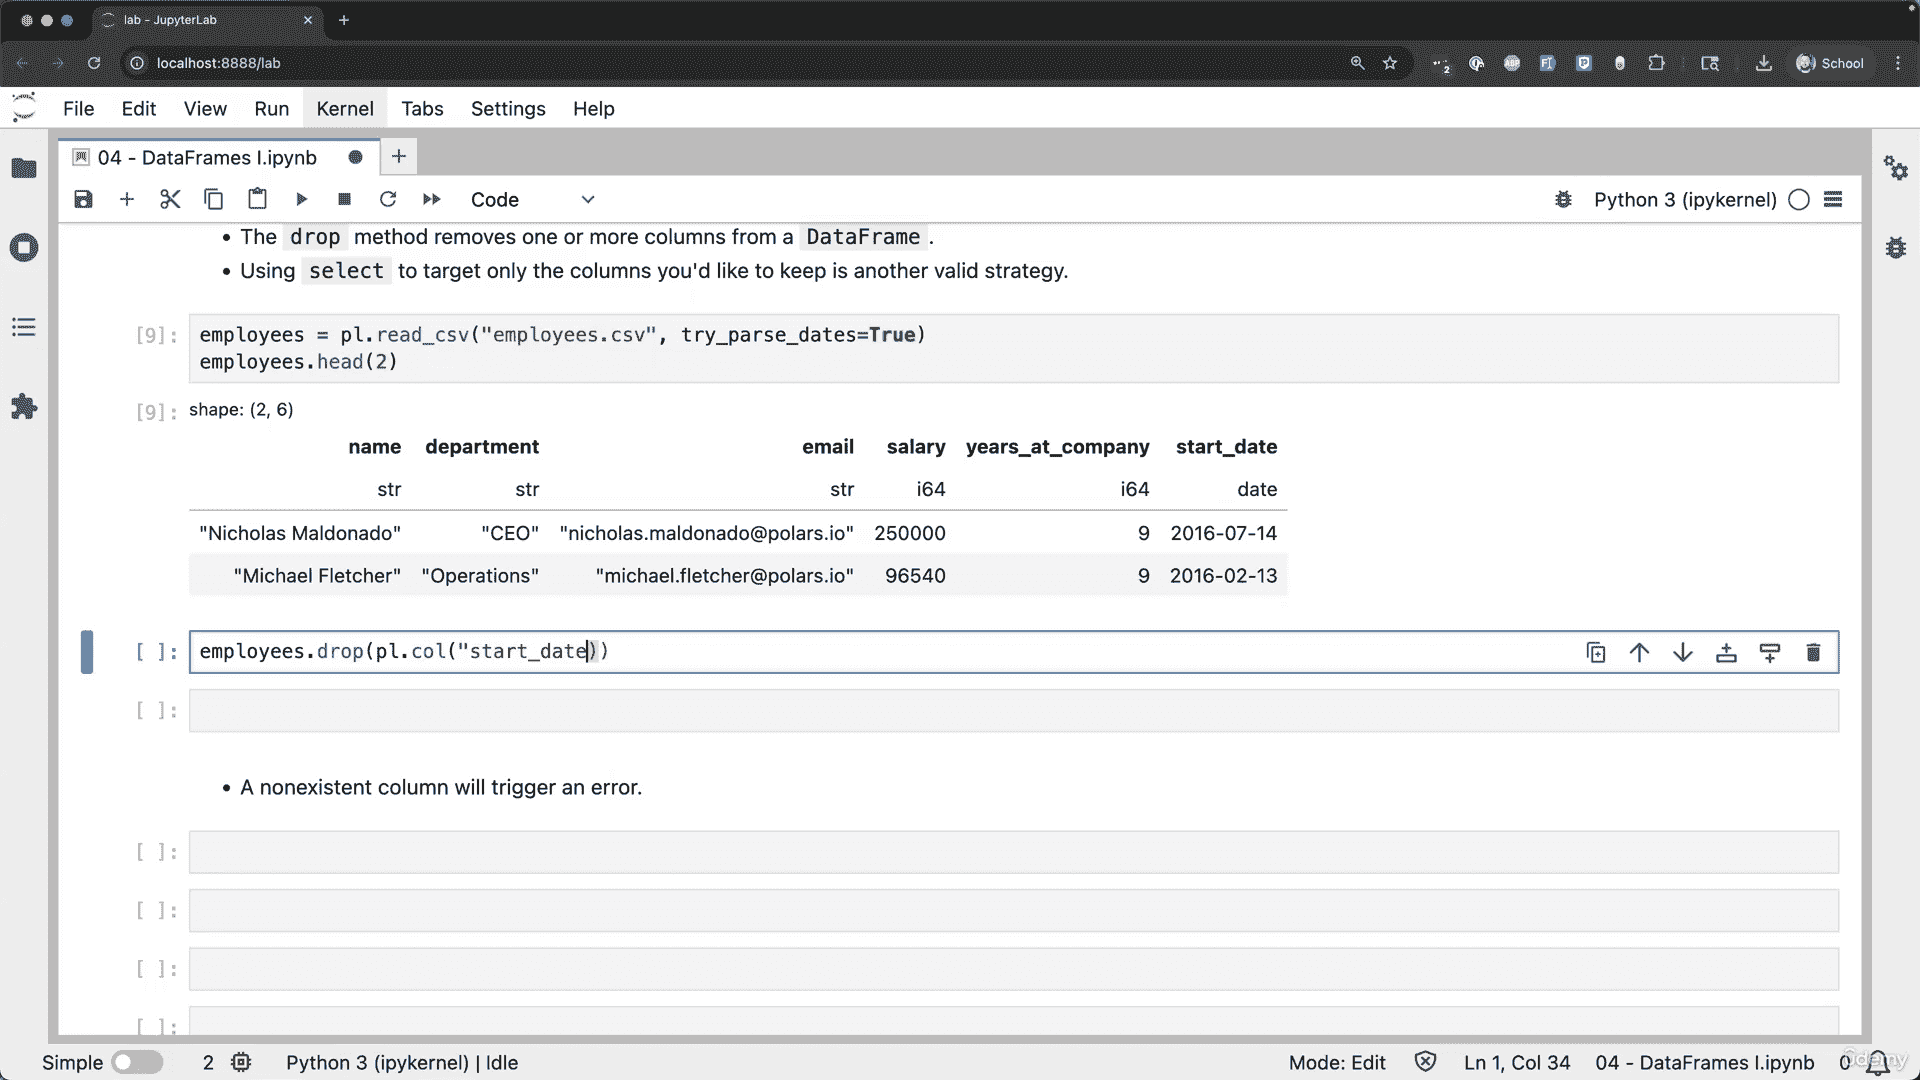 lab - JupyterLab
localhost:8888/lab
2
ABP
School
File Edit View Run Kernel Tabs Settings Help
04 - DataFrames I.ipynb
Code
Python 3 (ipykernel)
• The drop method removes one or more columns from a DataFrame .
• Using select to target only the columns you'd like to keep is another valid strategy.
[9]: employees = pl.read_csv("employees.csv", try_parse_dates=True)
employees.head(2)
[9]: shape: (2, 6)
name department email salary years_at_company start_date
str str str i64 i64 date
"Nicholas Maldonado" "CEO" "nicholas.maldonado@polars.io" 250000 9 2016-07-14
"Michael Fletcher" "Operations" "michael.fletcher@polars.io" 96540 9 2016-02-13
[ ]: employees.drop(pl.col("start_date))
[ ]:
• A nonexistent column will trigger an error.
[ ]:
[ ]:
[ ]:
[ ]:
Simple 2 Python 3 (ipykernel) | Idle Mode: Edit Ln 1, Col 34 04 - DataFrames I.ipynb 0
Udemy